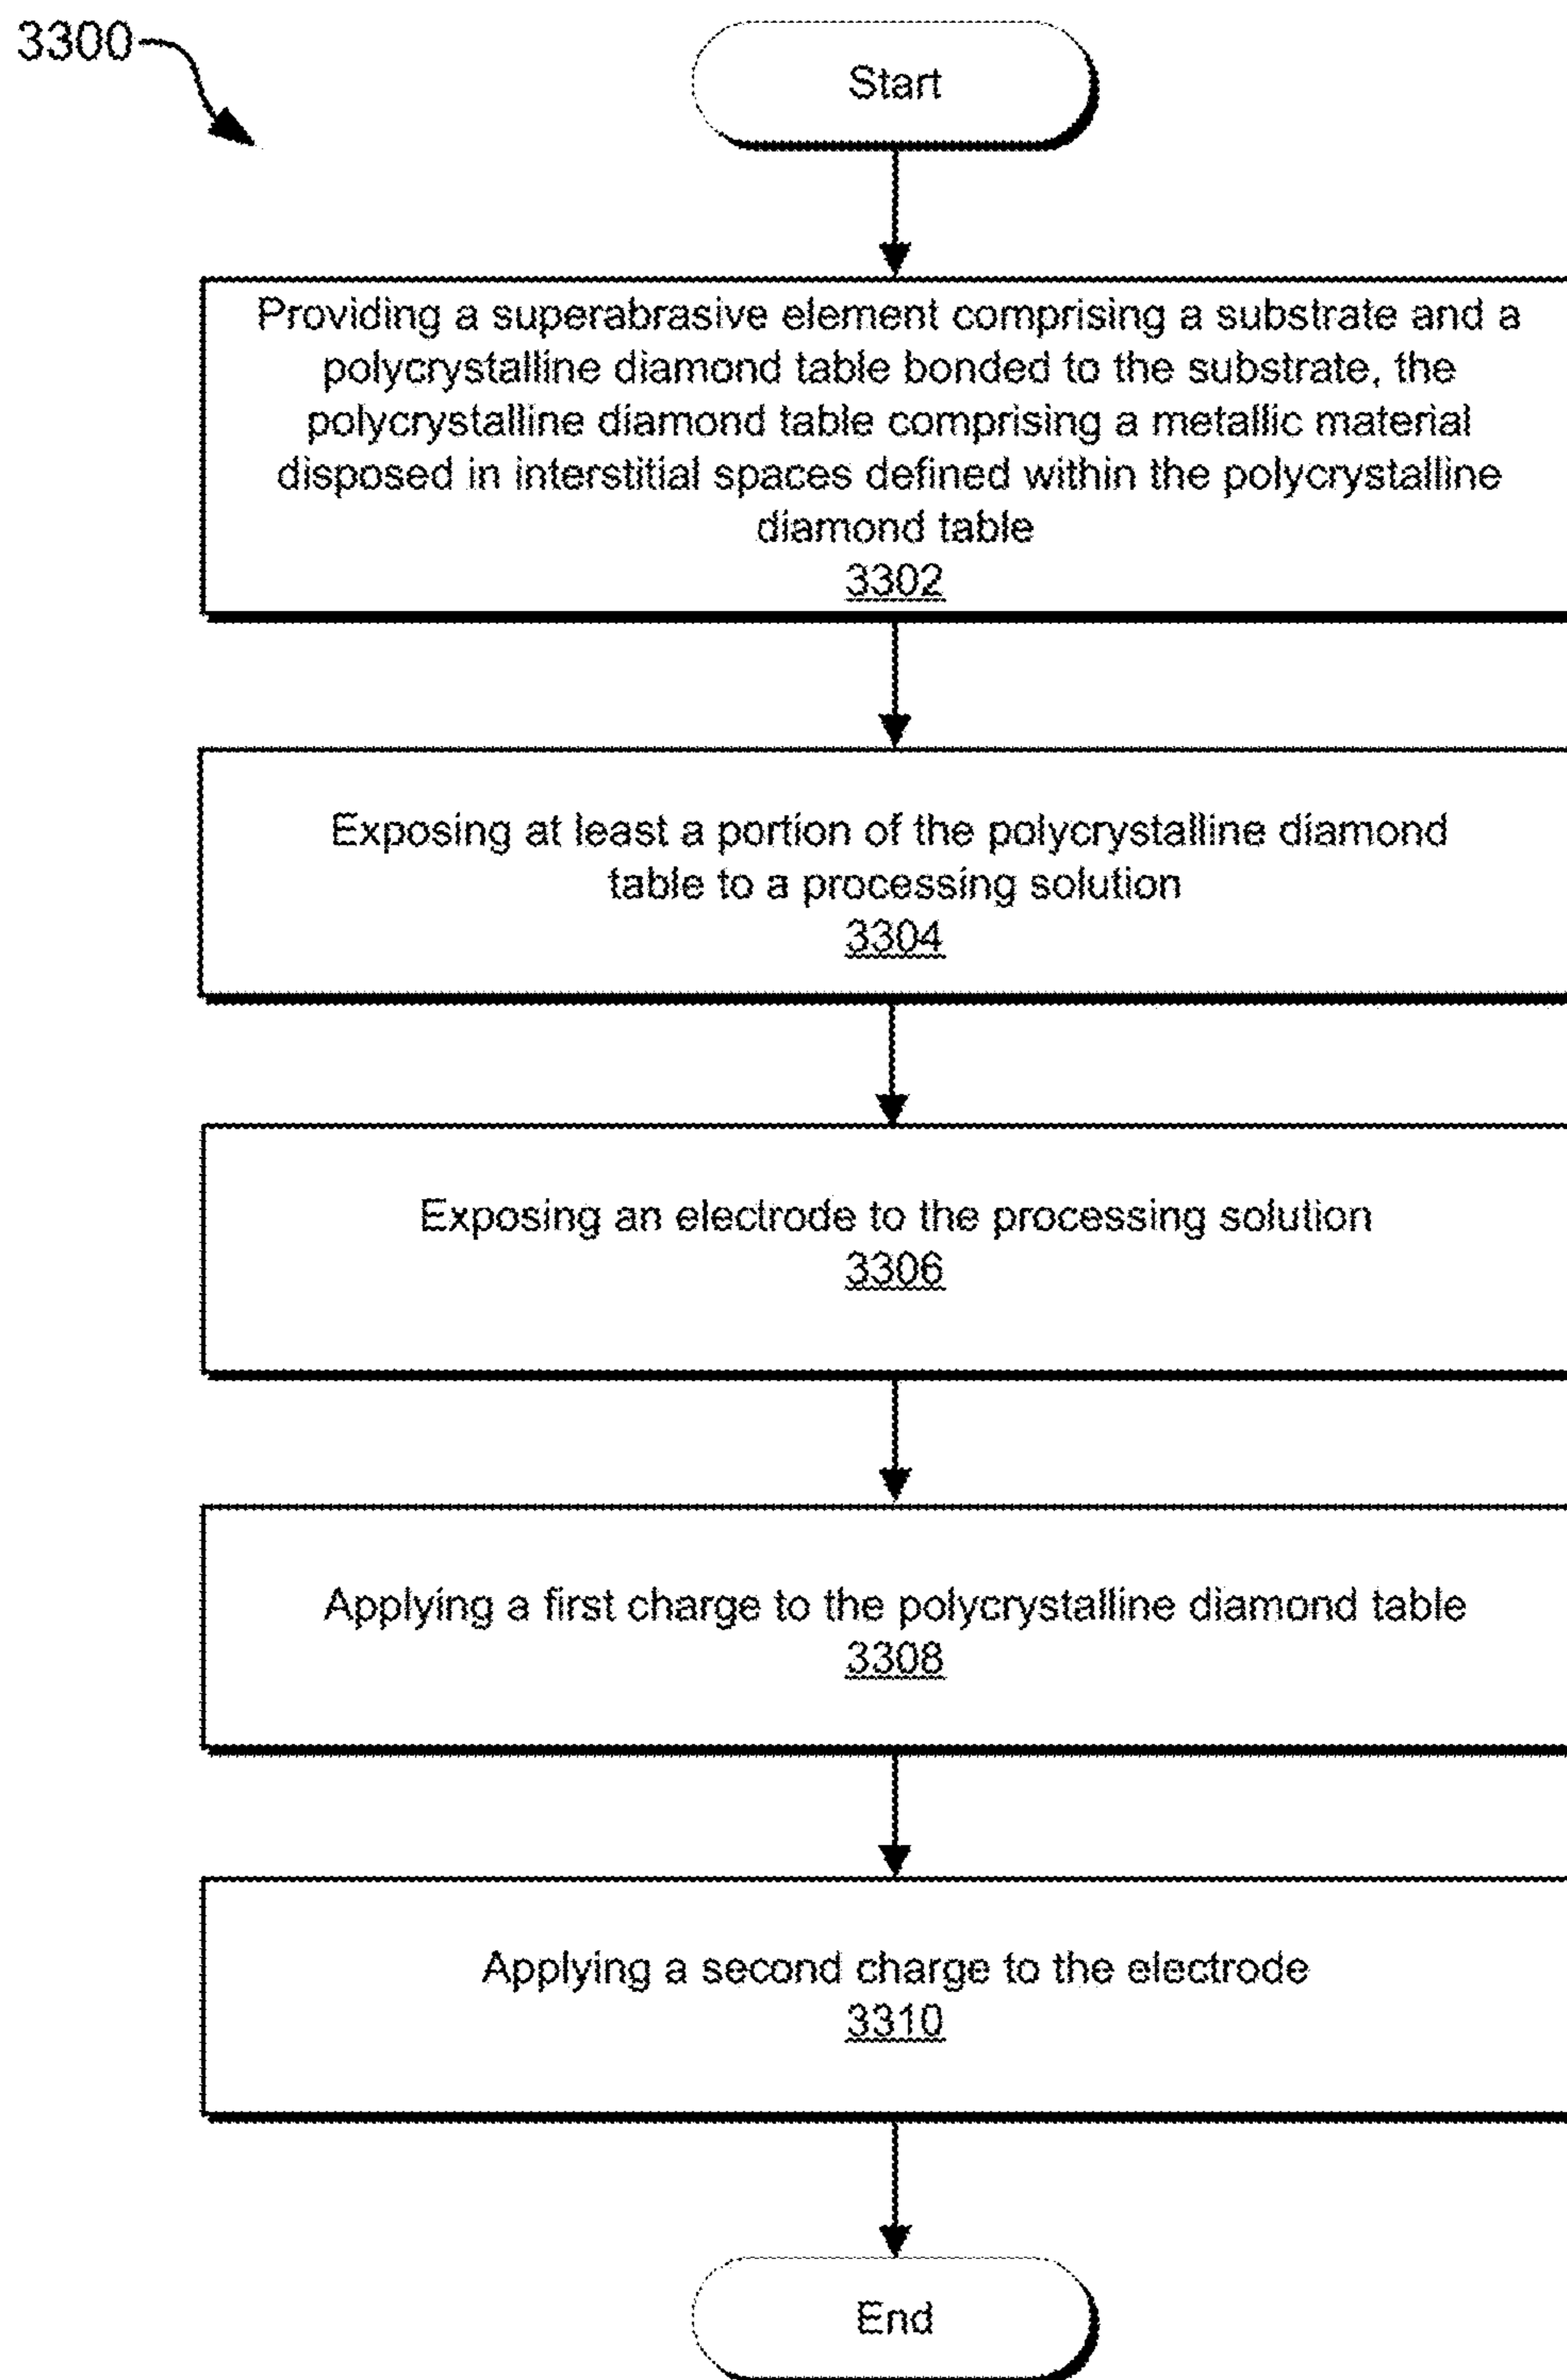 3300
Start
Providing a superabrasive element comprising a substrate and a
polycrystalline diamond table bonded to the substrate, the
polycrystalline diamond table comprising a metallic material
disposed in interstitial spaces defined within the polycrystalline
diamond table
3302
Exposing at least a portion of the polycrystalline diamond
table to a processing solution
3304
Exposing an electrode to the processing solution
3306
Applying a first charge to the polycrystalline diamond table
3308
Applying a second charge to the electrode
3310
End